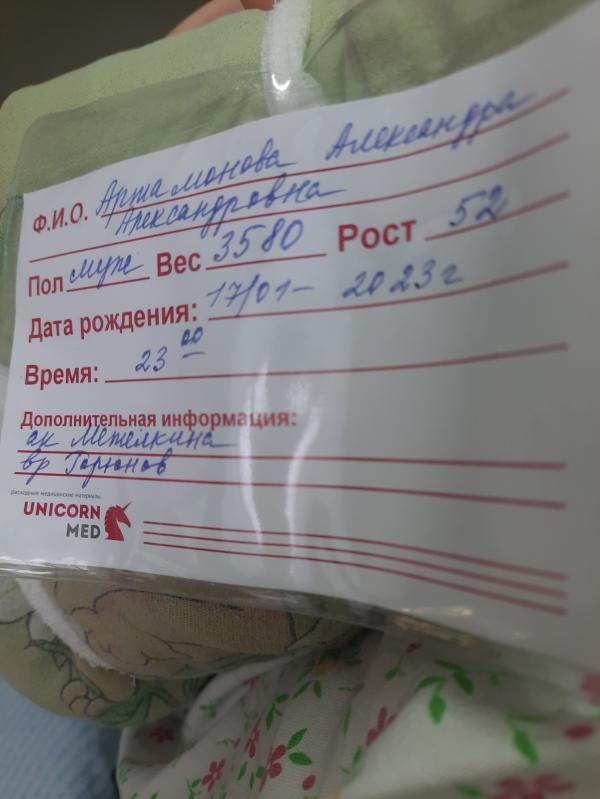 Ф.И.О. Артамонова Александра
Александровна
Пол муж Вес 3580 Рост 52
Дата рождения: 17/01- 2023г
Время: 23 00
Дополнительная информация:
ак Метелкина
вр Горюнов
расходные медицинские материалы
UNICORN
MED